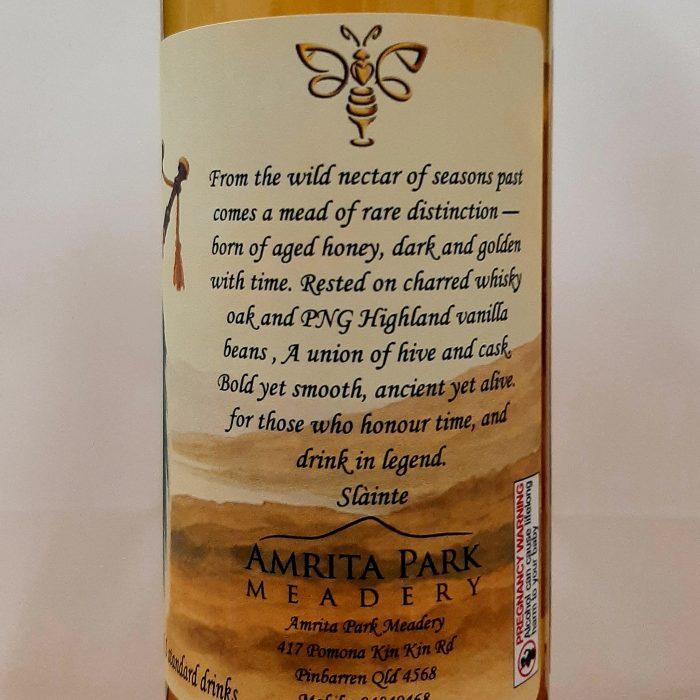 From the wild nectar of seasons past
comes a mead of rare distinction —
born of aged honey, dark and golden
with time. Rested on charred whisky
oak and PNG Highland vanilla
beans , A union of hive and cask.
Bold yet smooth, ancient yet alive.
for those who honour time, and
drink in legend.
Slàinte
AMRITA PARK
MEADERY
Amrita Park Meadery
417 Pomona Kin Kin Rd
Pinbarren Qld 4568
standard drinks
PREGNANCY WARNING
Alcohol can cause lifelong
harm to your baby